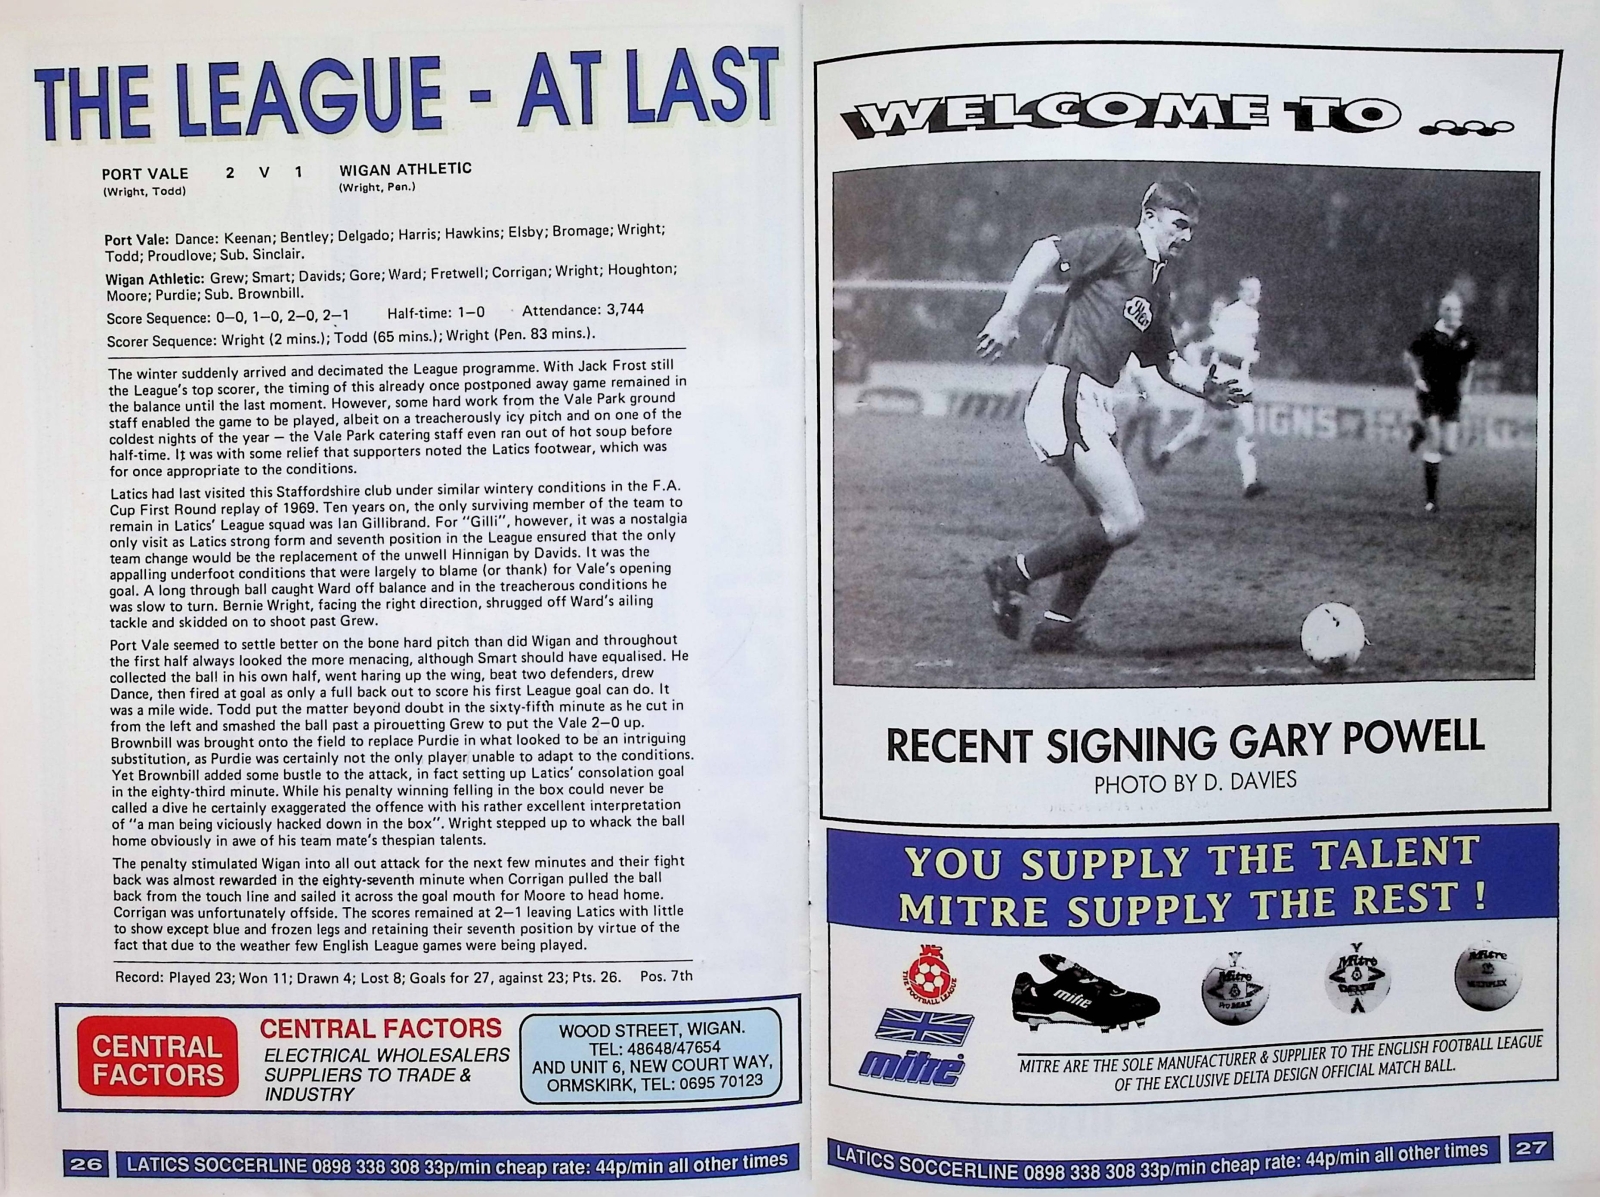 THE LEAGUE - AT LAST
PORT VALE 2 V 1 WIGAN ATHLETIC
(Wright, Todd) (Wright, Pen.)
Port Vale: Dance: Keenan; Bentley; Delgado; Harris; Hawkins; Elsby; Bromage; Wright;
Todd; Proudlove; Sub. Sinclair.
Wigan Athletic: Grew; Smart; Davids; Gore; Ward; Fretwell; Corrigan; Wright; Houghton;
Moore; Purdie; Sub. Brownbill.
Score Sequence: 0–0, 1–0, 2–0, 2–1 Half-time: 1–0 Attendance: 3,744
Scorer Sequence: Wright (2 mins.); Todd (65 mins.); Wright (Pen. 83 mins.).
The winter suddenly arrived and decimated the League programme. With Jack Frost still
the League's top scorer, the timing of this already once postponed away game remained in
the balance until the last moment. However, some hard work from the Vale Park ground
staff enabled the game to be played, albeit on a treacherously icy pitch and on one of the
coldest nights of the year — the Vale Park catering staff even ran out of hot soup before
half-time. It was with some relief that supporters noted the Latics footwear, which was
for once appropriate to the conditions.
Latics had last visited this Staffordshire club under similar wintery conditions in the F.A.
Cup First Round replay of 1969. Ten years on, the only surviving member of the team to
remain in Latics' League squad was Ian Gillibrand. For "Gilli", however, it was a nostalgia
only visit as Latics strong form and seventh position in the League ensured that the only
team change would be the replacement of the unwell Hinnigan by Davids. It was the
appalling underfoot conditions that were largely to blame (or thank) for Vale's opening
goal. A long through ball caught Ward off balance and in the treacherous conditions he
was slow to turn. Bernie Wright, facing the right direction, shrugged off Ward's ailing
tackle and skidded on to shoot past Grew.
Port Vale seemed to settle better on the bone hard pitch than did Wigan and throughout
the first half always looked the more menacing, although Smart should have equalised. He
collected the ball in his own half, went haring up the wing, beat two defenders, drew
Dance, then fired at goal as only a full back out to score his first League goal can do. It
was a mile wide. Todd put the matter beyond doubt in the sixty-fifth minute as he cut in
from the left and smashed the ball past a pirouetting Grew to put the Vale 2–0 up.
Brownbill was brought onto the field to replace Purdie in what looked to be an intriguing
substitution, as Purdie was certainly not the only player unable to adapt to the conditions.
Yet Brownbill added some bustle to the attack, in fact setting up Latics' consolation goal
in the eighty-third minute. While his penalty winning felling in the box could never be
called a dive he certainly exaggerated the offence with his rather excellent interpretation
of "a man being viciously hacked down in the box". Wright stepped up to whack the ball
home obviously in awe of his team mate's thespian talents.
The penalty stimulated Wigan into all out attack for the next few minutes and their fight
back was almost rewarded in the eighty-seventh minute when Corrigan pulled the ball
back from the touch line and sailed it across the goal mouth for Moore to head home.
Corrigan was unfortunately offside. The scores remained at 2–1 leaving Latics with little
to show except blue and frozen legs and retaining their seventh position by virtue of the
fact that due to the weather few English League games were being played.
Record: Played 23; Won 11; Drawn 4; Lost 8; Goals for 27, against 23; Pts. 26. Pos. 7th
CENTRAL
FACTORS
CENTRAL FACTORS
ELECTRICAL WHOLESALERS
SUPPLIERS TO TRADE &
INDUSTRY
WOOD STREET, WIGAN.
TEL: 48648/47654
AND UNIT 6, NEW COURT WAY,
ORMSKIRK, TEL: 0695 70123
26 LATICS SOCCERLINE 0898 338 308 33p/min cheap rate: 44p/min all other times
WELCOME TO ....
RECENT SIGNING GARY POWELL
PHOTO BY D. DAVIES
YOU SUPPLY THE TALENT
MITRE SUPPLY THE REST !
THE FOOTBALL LEAGUE
mitre
mitre
Mitre
PRO MAX
Mitre
DELTA
Mitre
MULTIPLEX
MITRE ARE THE SOLE MANUFACTURER & SUPPLIER TO THE ENGLISH FOOTBALL LEAGUE
OF THE EXCLUSIVE DELTA DESIGN OFFICIAL MATCH BALL.
LATICS SOCCERLINE 0898 338 308 33p/min cheap rate: 44p/min all other times 27